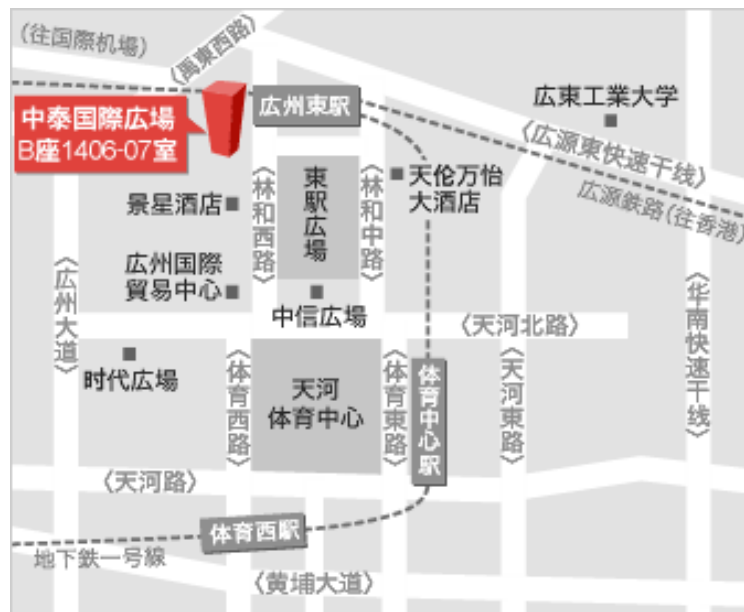 〈往国際机場〉
〈禹東西路〉
中泰国際広場
B座1406-07室
広州東駅
広東工業大学
〈広源東快速干线〉
広源鉄路(往香港)
東駅広場
天伦万怡
大酒店
景星酒店
〈林和西路〉
〈林和中路〉
広州国際
貿易中心
中信広場
〈広州大道〉
〈天河北路〉
〈华南快速干线〉
时代広場
〈体育西路〉
天河
体育中心
〈体育東路〉
体育中心駅
〈天河東路〉
〈天河路〉
体育西駅
地下鉄一号線
〈黄埔大道〉